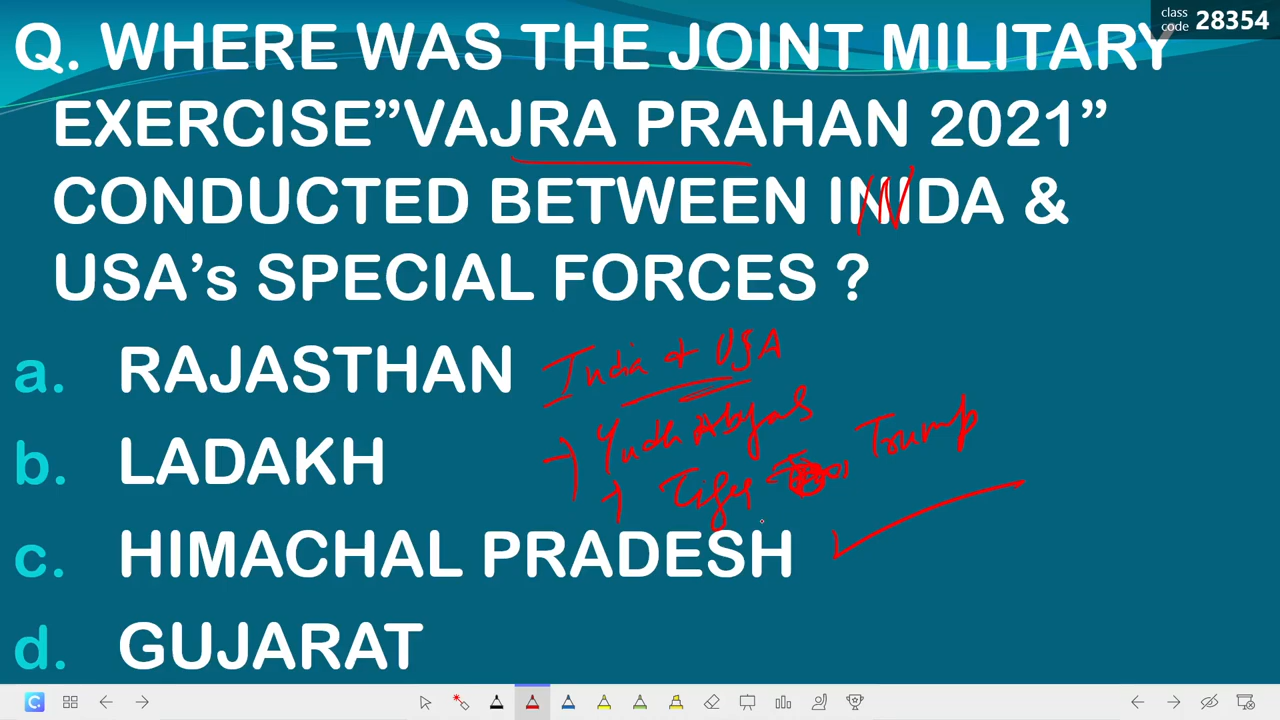 class
code 28354
Q. WHERE WAS THE JOINT MILITARY
EXERCISE”VAJRA PRAHAN 2021”
CONDUCTED BETWEEN INIDA &
USA’s SPECIAL FORCES ?
a. RAJASTHAN
India & USA
b. LADAKH
→ Yudh Abyas
→ Tiger - Trump
c. HIMACHAL PRADESH
d. GUJARAT